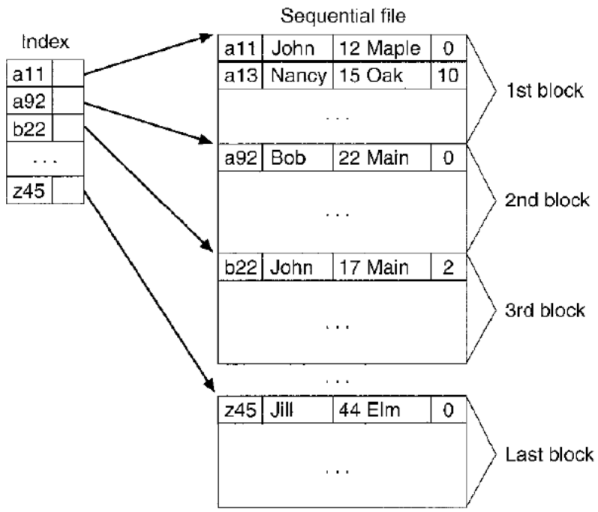 Sequential file
Index
a11
a92
b22
...
z45
a11 John 12 Maple 0
a13 Nancy 15 Oak 10
...
1st block
a92 Bob 22 Main 0
...
2nd block
b22 John 17 Main 2
...
3rd block
...
z45 Jill 44 Elm 0
...
Last block